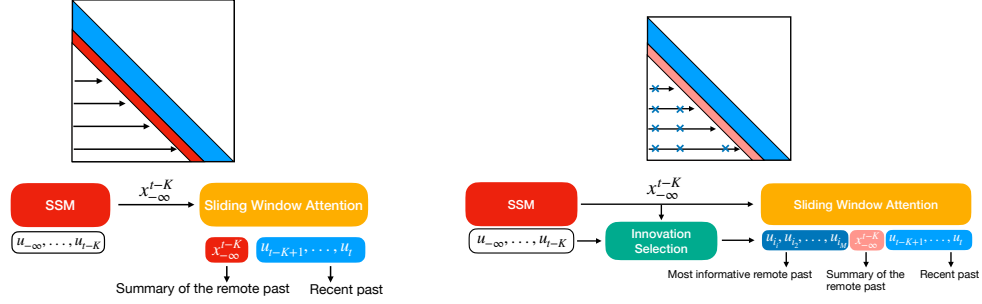 x_{-∞}^{t-K}
SSM
Sliding Window Attention
u_{-∞}, . . . , u_{t-K}
x_{-∞}^{t-K}
u_{t-K+1}, . . . , u_t
Summary of the remote past
Recent past
x_{-∞}^{t-K}
SSM
Sliding Window Attention
u_{-∞}, . . . , u_{t-K}
Innovation
Selection
u_{i_1}, u_{i_2}, . . . , u_{i_M}
x_{-∞}^{t-K}
u_{t-K+1}, . . . , u_t
Most informative remote past
Summary of the
remote past
Recent past